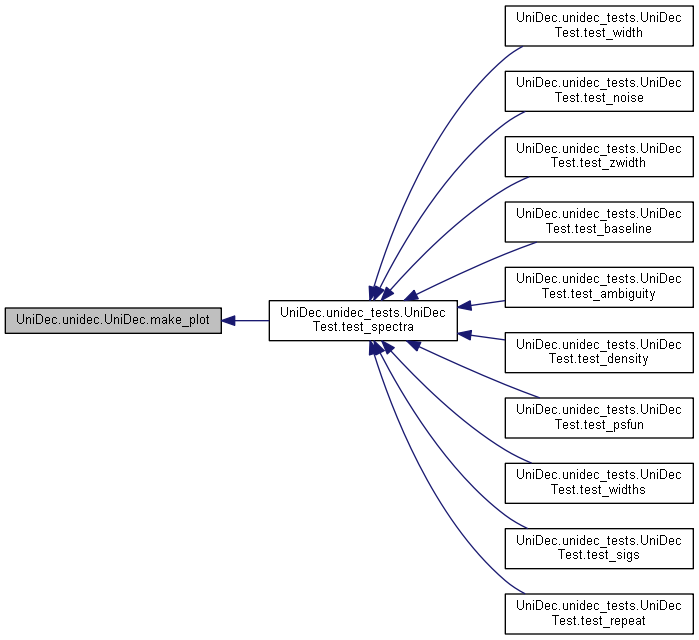 UniDec.unidec.UniDec.make_plot
UniDec.unidec_tests.UniDec
Test.test_spectra
UniDec.unidec_tests.UniDec
Test.test_width
UniDec.unidec_tests.UniDec
Test.test_noise
UniDec.unidec_tests.UniDec
Test.test_zwidth
UniDec.unidec_tests.UniDec
Test.test_baseline
UniDec.unidec_tests.UniDec
Test.test_ambiguity
UniDec.unidec_tests.UniDec
Test.test_density
UniDec.unidec_tests.UniDec
Test.test_psfun
UniDec.unidec_tests.UniDec
Test.test_widths
UniDec.unidec_tests.UniDec
Test.test_sigs
UniDec.unidec_tests.UniDec
Test.test_repeat